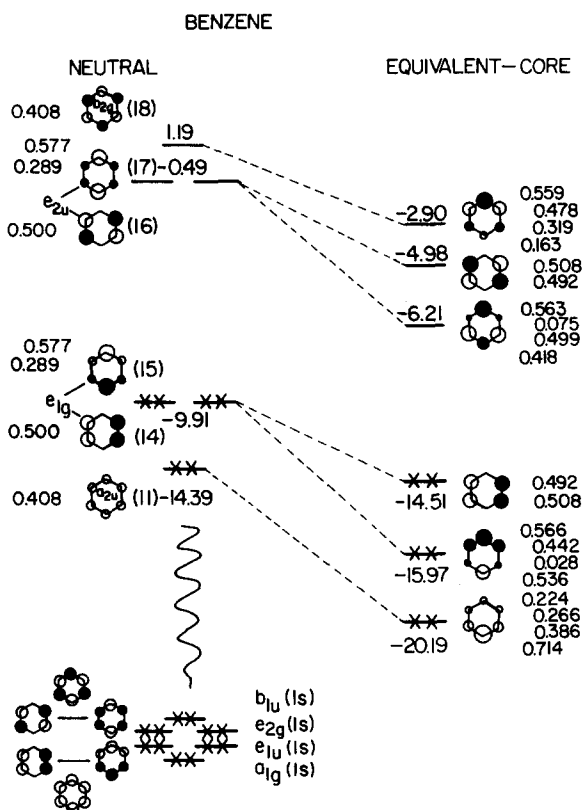 BENZENE
NEUTRAL
EQUIVALENT–CORE
0.408 b2g (18)
1.19
0.577
0.289 (17) -0.49
e2u
0.500 (16)
-2.90
0.559
0.478
0.319
0.163
-4.98
0.508
0.492
-6.21
0.563
0.075
0.499
0.418
0.577
0.289 (15)
e1g
-9.91
0.500 (14)
0.408 a2u (11) -14.39
-14.51
0.492
0.508
-15.97
0.566
0.442
0.028
0.536
-20.19
0.224
0.266
0.386
0.714
b1u (1s)
e2g (1s)
e1u (1s)
a1g (1s)